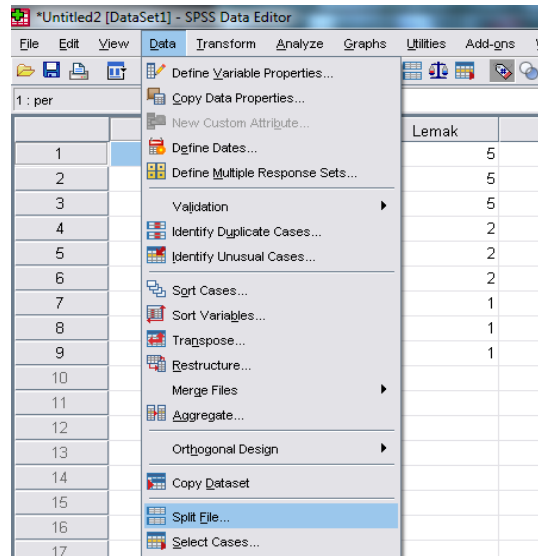 *Untitled2 [DataSet1] - SPSS Data Editor
File Edit View Data Transform Analyze Graphs Utilities Add-ons
1 : per
Define Variable Properties...
Copy Data Properties...
New Custom Attribute...
Define Dates...
Define Multiple Response Sets...
Validation
Identify Duplicate Cases...
Identify Unusual Cases...
Sort Cases...
Sort Variables...
Transpose...
Restructure...
Merge Files
Aggregate...
Orthogonal Design
Copy Dataset
Split File...
Select Cases...
Lemak
1 5
2 5
3 5
4 2
5 2
6 2
7 1
8 1
9 1
10
11
12
13
14
15
16
17